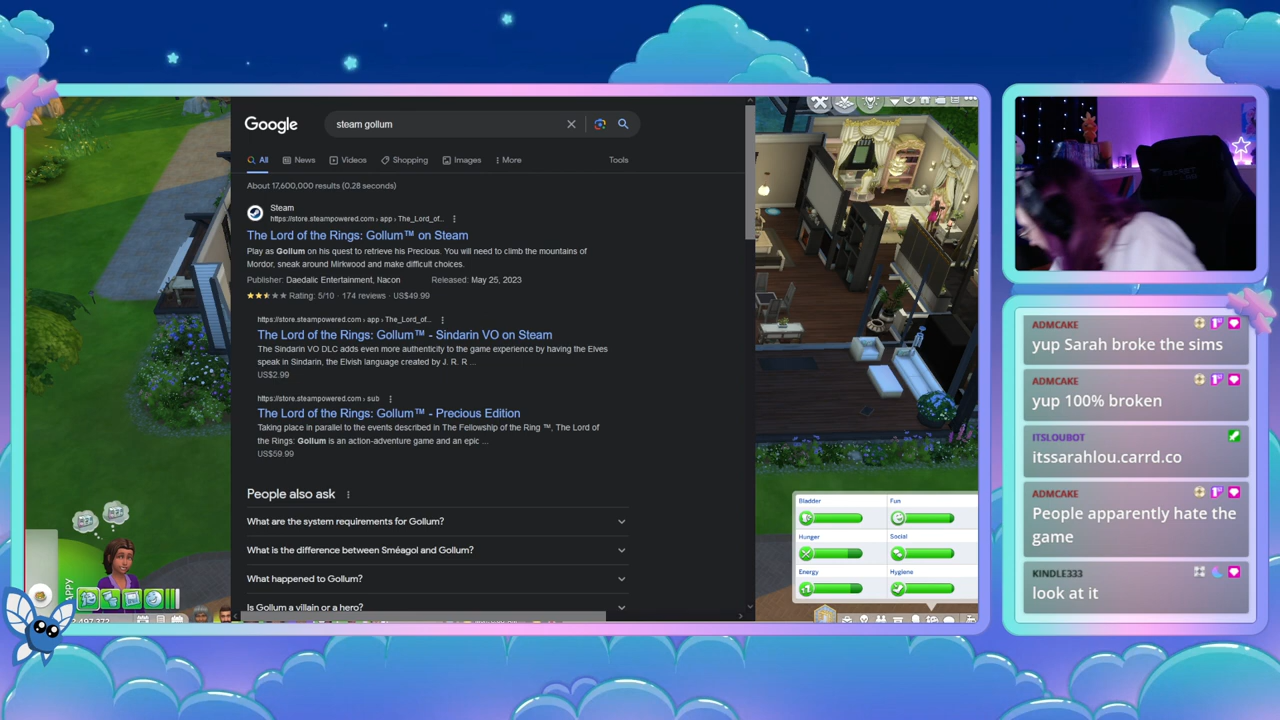 Google
steam gollum
All
News
Videos
Shopping
Images
More
Tools
About 17,600,000 results (0.28 seconds)
Steam
https://store.steampowered.com › app › The_Lord_of...
The Lord of the Rings: Gollum™ on Steam
Play as Gollum on his quest to retrieve his Precious. You will need to climb the mountains of
Mordor, sneak around Mirkwood and make difficult choices.
Publisher: Daedalic Entertainment, Nacon Released: May 25, 2023
Rating: 5/10 · 174 reviews · US$49.99
https://store.steampowered.com › app › The_Lord_of...
The Lord of the Rings: Gollum™ - Sindarin VO on Steam
The Sindarin VO DLC adds even more authenticity to the game experience by having the Elves
speak in Sindarin, the Elvish language created by J. R. R ...
US$2.99
https://store.steampowered.com › sub
The Lord of the Rings: Gollum™ - Precious Edition
Taking place in parallel to the events described in The Fellowship of the Ring ™, The Lord of
the Rings: Gollum is an action-adventure game and an epic ...
US$59.99
People also ask
What are the system requirements for Gollum?
What is the difference between Sméagol and Gollum?
What happened to Gollum?
Is Gollum a villain or a hero?
Bladder
Fun
Hunger
Social
Energy
Hygiene
ADMCAKE
yup Sarah broke the sims
ADMCAKE
yup 100% broken
ITSLOUBOT
itssarahlou.carrd.co
ADMCAKE
People apparently hate the
game
KINDLE333
look at it